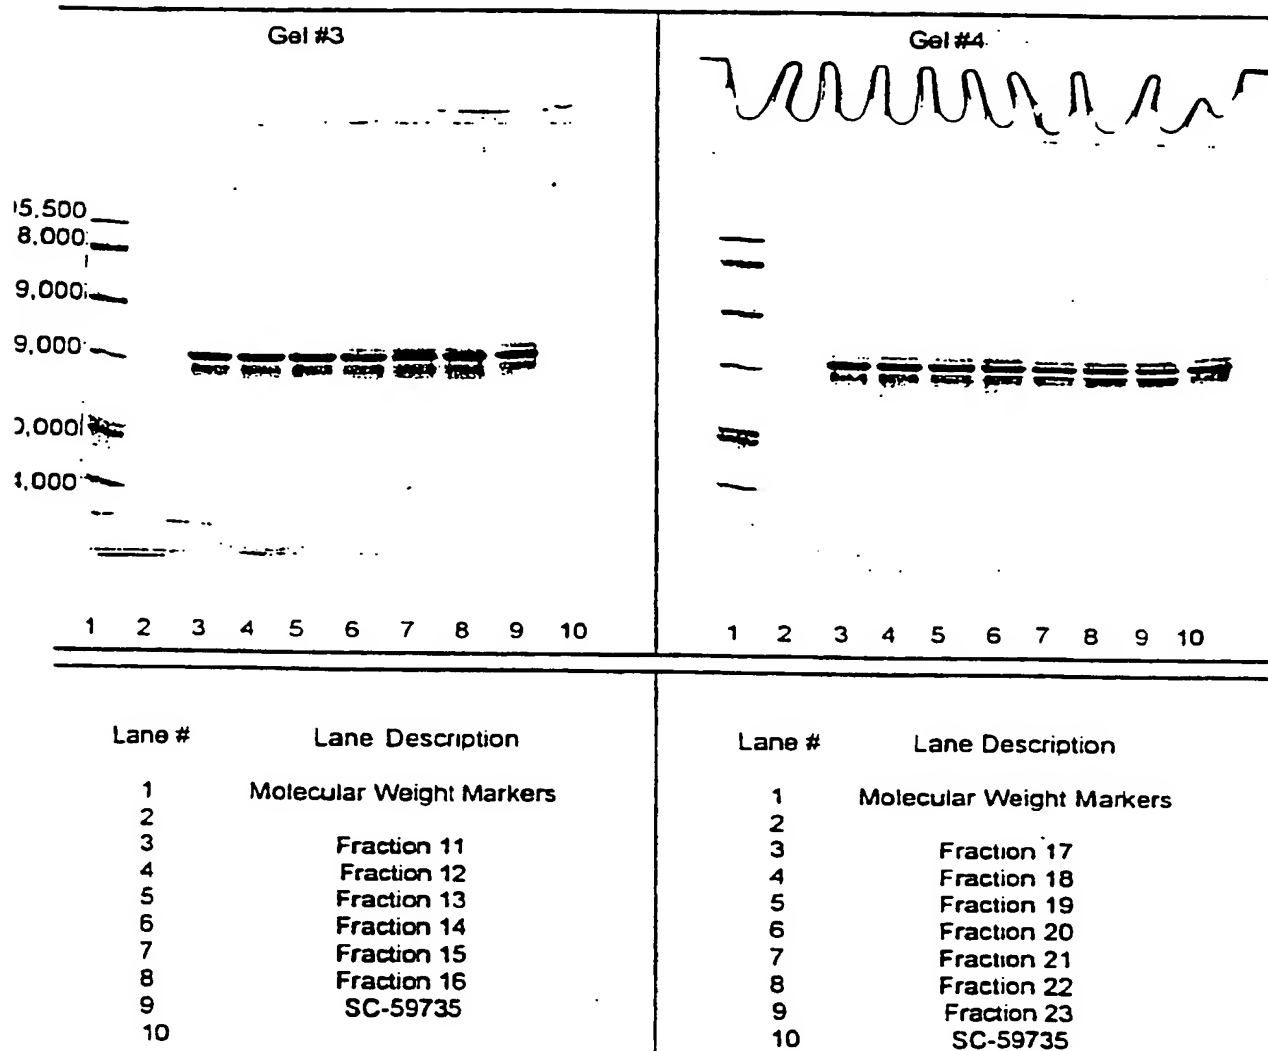 Gel #3
Gel #4
15.500
8.000
9,000
9,000
0,000
4,000
1 2 3 4 5 6 7 8 9 10
1 2 3 4 5 6 7 8 9 10
Lane # Lane Description
1 Molecular Weight Markers
2
3 Fraction 11
4 Fraction 12
5 Fraction 13
6 Fraction 14
7 Fraction 15
8 Fraction 16
9 SC-59735
10
Lane # Lane Description
1 Molecular Weight Markers
2
3 Fraction 17
4 Fraction 18
5 Fraction 19
6 Fraction 20
7 Fraction 21
8 Fraction 22
9 Fraction 23
10 SC-59735